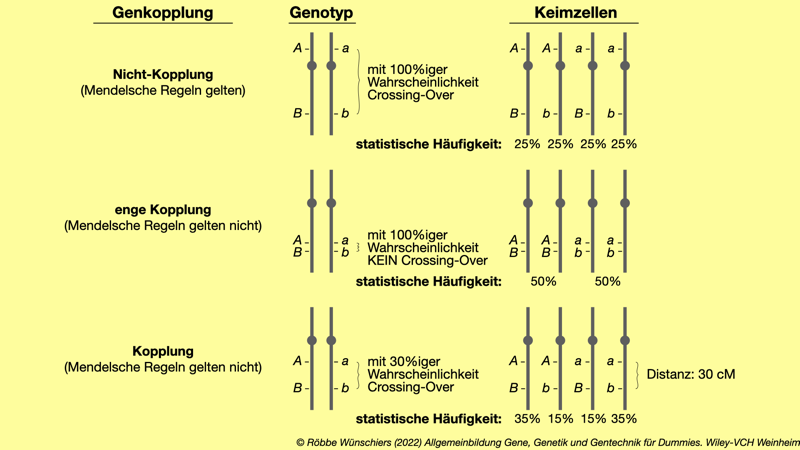 Genkopplung Genotyp Keimzellen
Nicht-Kopplung
(Mendelsche Regeln gelten)
A a
B b
mit 100%iger
Wahrscheinlichkeit
Crossing-Over
A A a a
B b B b
statistische Häufigkeit: 25% 25% 25% 25%
enge Kopplung
(Mendelsche Regeln gelten nicht)
A a
B b
mit 100%iger
Wahrscheinlichkeit
KEIN Crossing-Over
A A a a
B B b b
statistische Häufigkeit: 50% 50%
Kopplung
(Mendelsche Regeln gelten nicht)
A a
B b
mit 30%iger
Wahrscheinlichkeit
Crossing-Over
A A a a
B b B b
Distanz: 30 cM
statistische Häufigkeit: 35% 15% 15% 35%
© Röbbe Wünschiers (2022) Allgemeinbildung Gene, Genetik und Gentechnik für Dummies. Wiley-VCH Weinheim